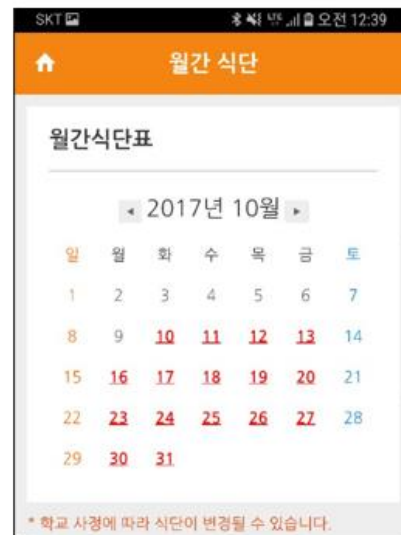 SKT LTE 오전 12:39
월간 식단
월간식단표
2017년 10월
일 월 화 수 목 금 토
1 2 3 4 5 6 7
8 9 10 11 12 13 14
15 16 17 18 19 20 21
22 23 24 25 26 27 28
29 30 31
* 학교 사정에 따라 식단이 변경될 수 있습니다.